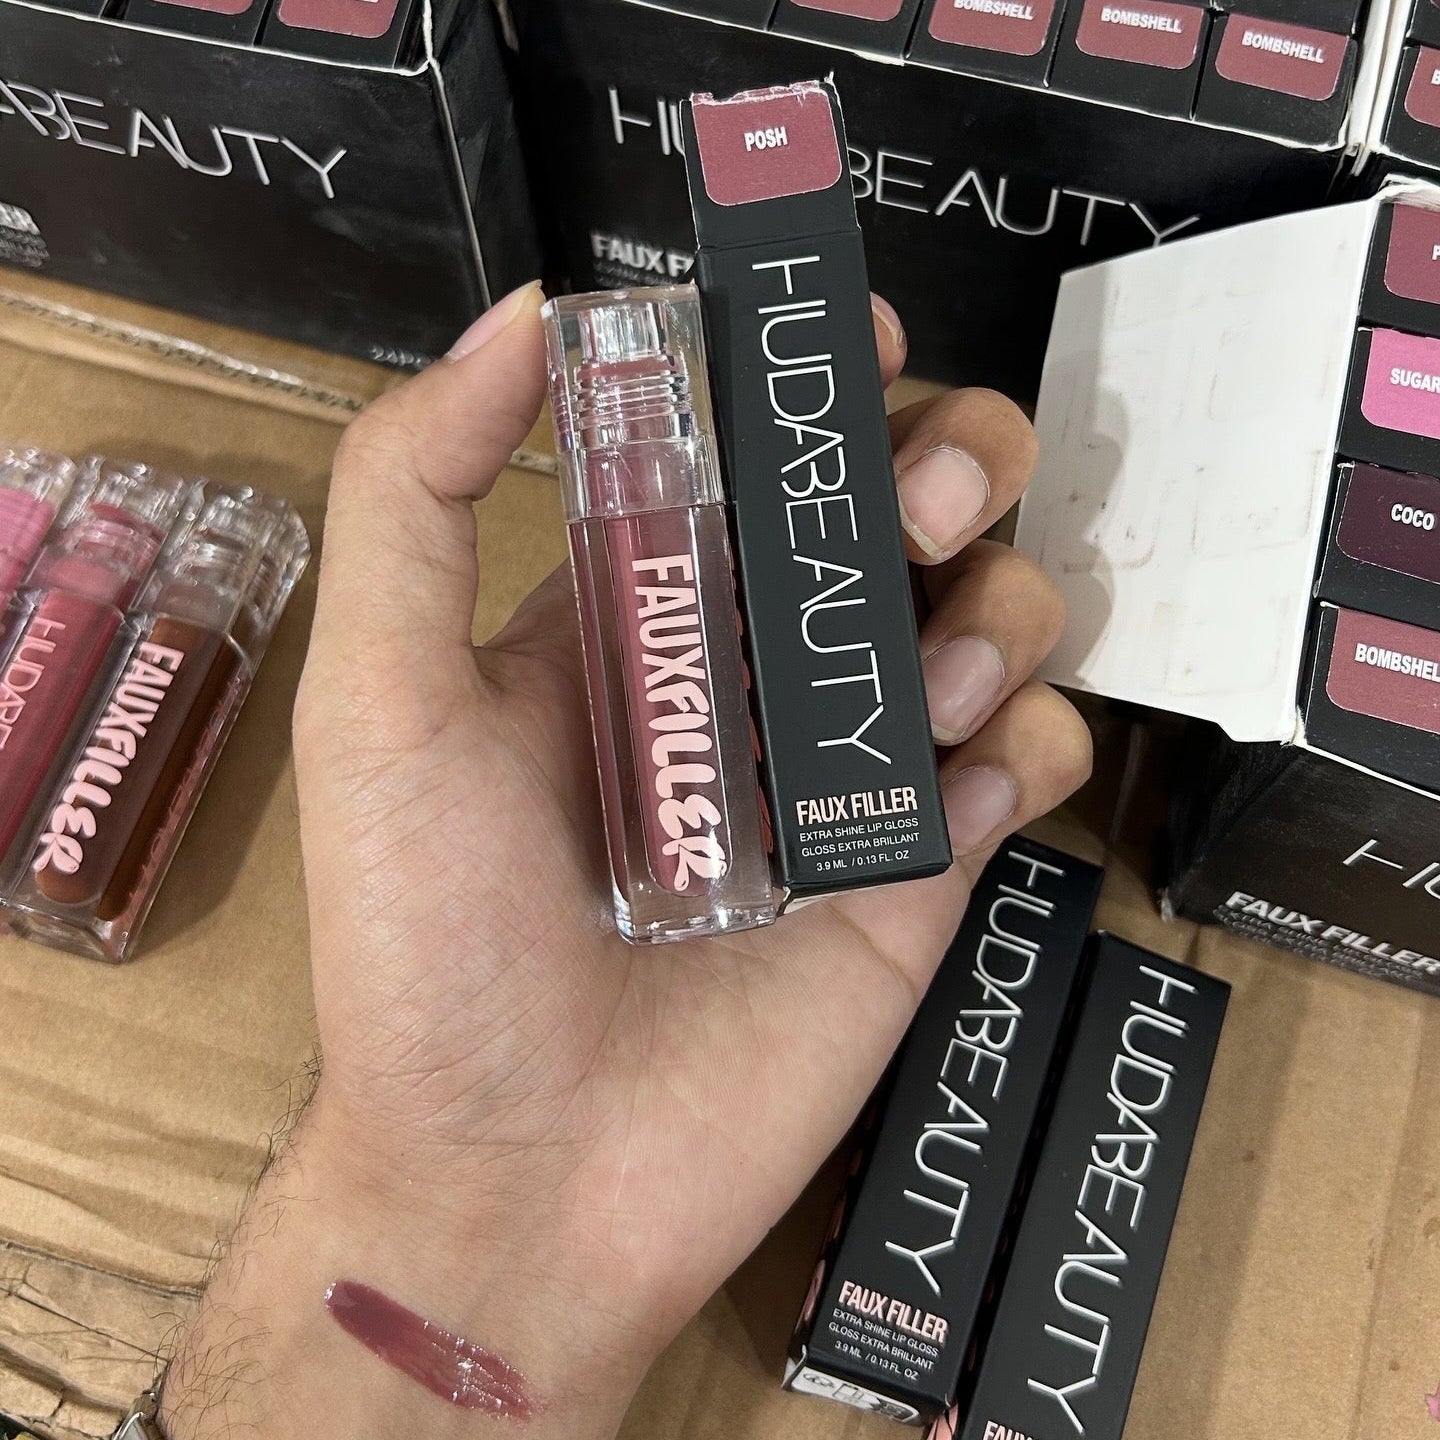 BOMBSHELL
BOMBSHELL
BOMBSHELL
HUDABEAUTY
FAUX
POSH
HUDABEAUTY
FAUX FILLER
EXTRA SHINE LIP GLOSS
GLOSS EXTRA BRILLANT
3.9 ML / 0.13 FL. OZ
FAUXFILLER
BEAUTY
SUGAR
COCO
BOMBSHELL
FAUX FILLER
FAUXFILLER
HUDABEAUTY
FAUX FILLER
EXTRA SHINE LIP GLOSS
GLOSS EXTRA BRILLANT
3.9 ML / 0.13 FL. OZ
HUDABEAUTY